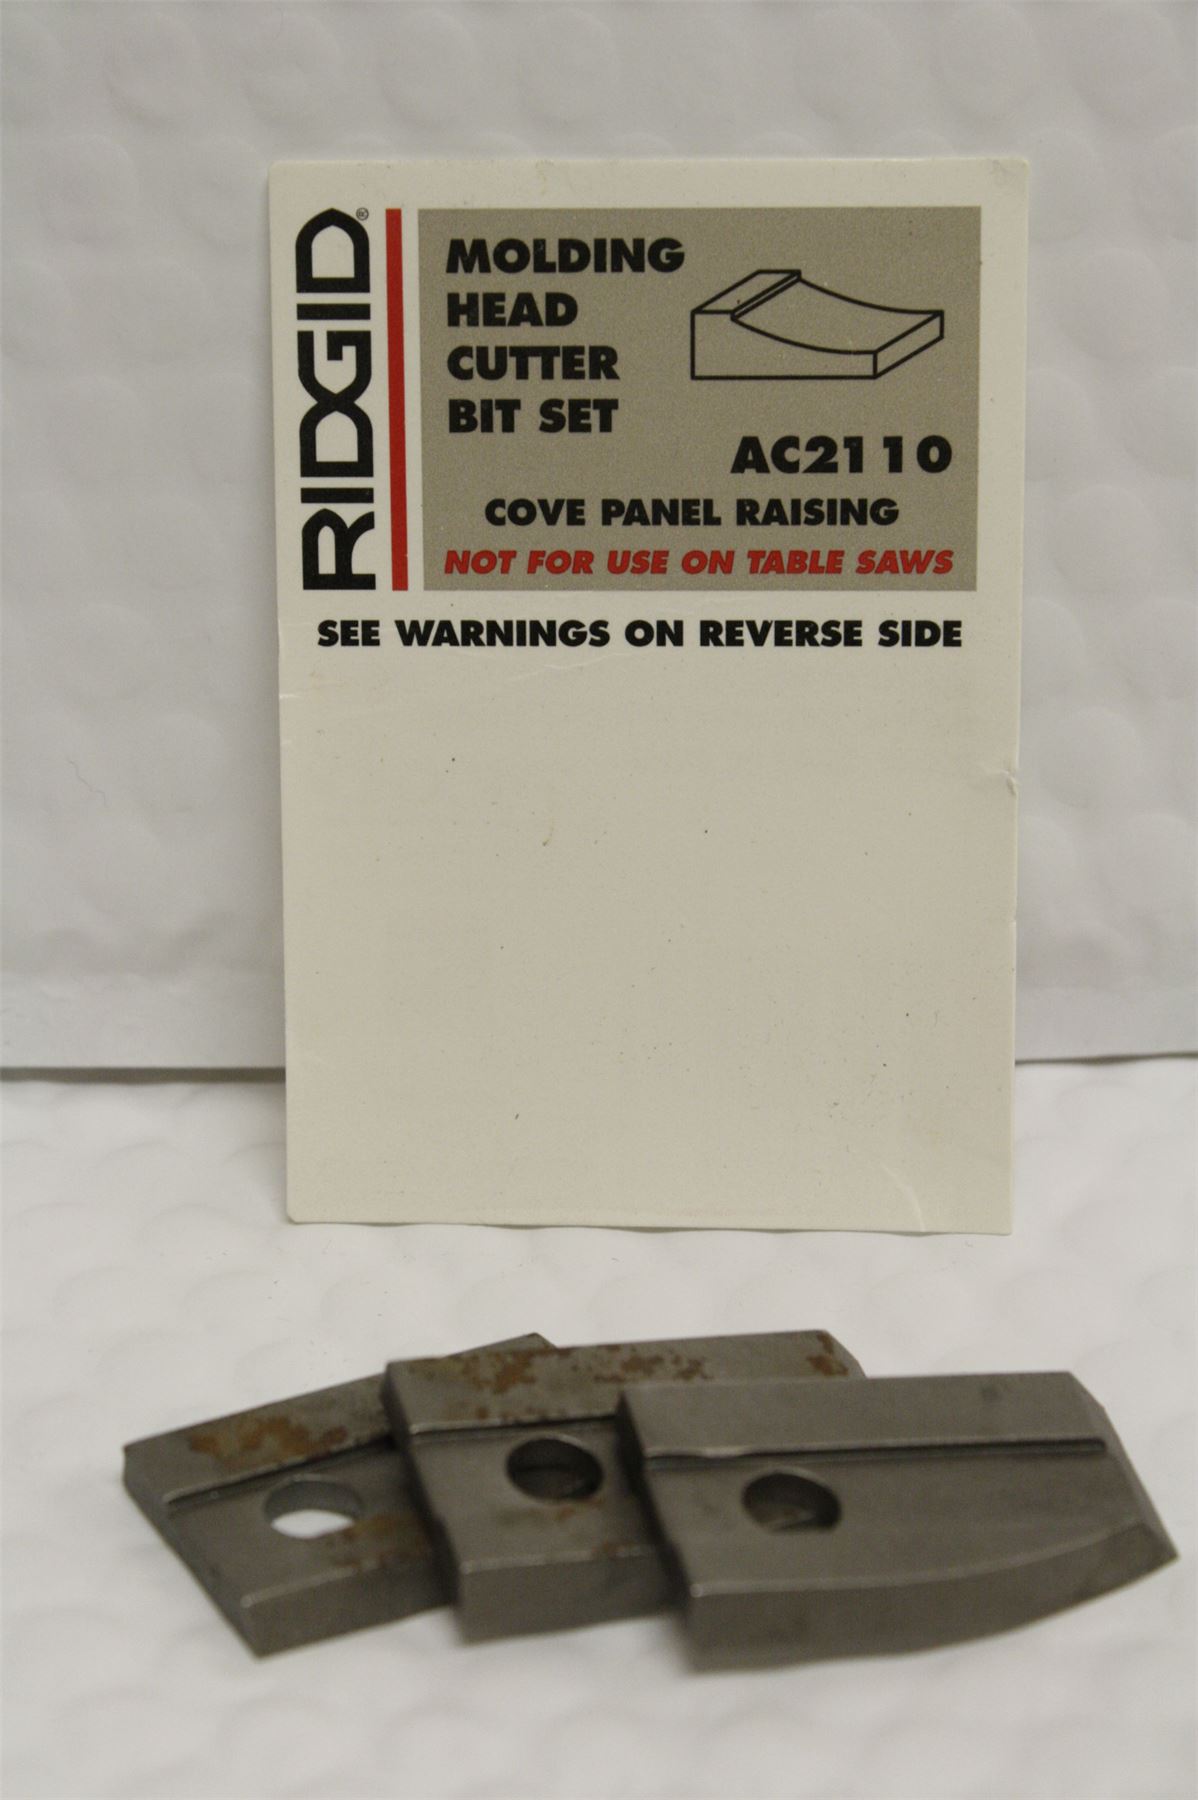 RIDGID®
MOLDING
HEAD
CUTTER
BIT SET
AC2110
COVE PANEL RAISING
NOT FOR USE ON TABLE SAWS
SEE WARNINGS ON REVERSE SIDE